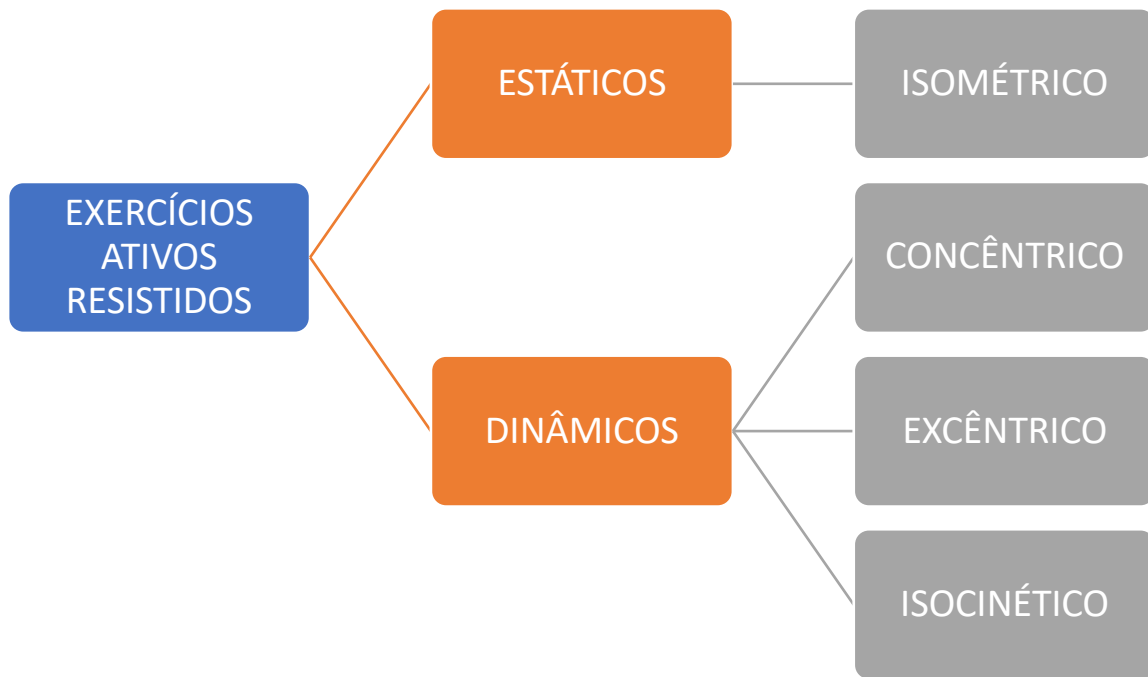 EXERCÍCIOS
ATIVOS
RESISTIDOS
ESTÁTICOS
ISOMÉTRICO
DINÂMICOS
CONCÊNTRICO
EXCÊNTRICO
ISOCINÉTICO